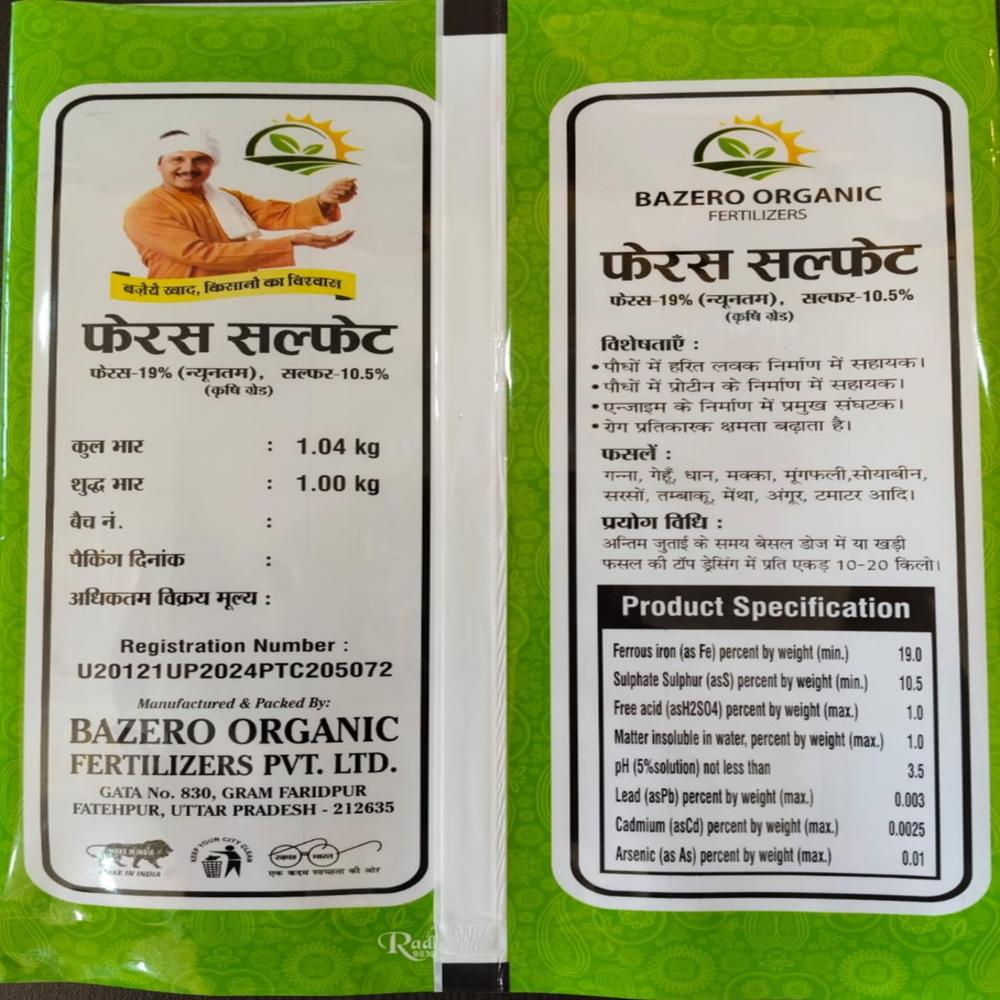 बज़ेरो खाद, किसानों का विश्वास
फेरस सल्फेट
फेरस-19% (न्यूनतम), सल्फर-10.5%
(कृषि ग्रेड)
कुल भार : 1.04 kg
शुद्ध भार : 1.00 kg
बैच नं. :
पैकिंग दिनांक :
अधिकतम विक्रय मूल्य :
Registration Number :
U20121UP2024PTC205072
Manufactured & Packed By:
BAZERO ORGANIC
FERTILIZERS PVT. LTD.
GATA No. 830, GRAM FARIDPUR
FATEHPUR, UTTAR PRADESH - 212635
MAKE IN INDIA
KEEP YOUR CITY CLEAN
स्वच्छ भारत
एक कदम स्वच्छता की ओर
BAZERO ORGANIC
FERTILIZERS
फेरस सल्फेट
फेरस-19% (न्यूनतम), सल्फर-10.5%
(कृषि ग्रेड)
विशेषताएँ :
• पौधों में हरित लवक निर्माण में सहायक।
• पौधों में प्रोटीन के निर्माण में सहायक।
• एन्जाइम के निर्माण में प्रमुख संघटक।
• रोग प्रतिकारक क्षमता बढ़ाता है।
फसलें :
गन्ना, गेहूँ, धान, मक्का, मूंगफली,सोयाबीन,
सरसों, तम्बाकू, मेंथा, अंगूर, टमाटर आदि।
प्रयोग विधि :
अन्तिम जुताई के समय बेसल डोज में या खड़ी
फसल की टॉप ड्रेसिंग में प्रति एकड़ 10-20 किलो।
Product Specification
Ferrous iron (as Fe) percent by weight (min.) 19.0
Sulphate Sulphur (asS) percent by weight (min.) 10.5
Free acid (asH2SO4) percent by weight (max.) 1.0
Matter insoluble in water, percent by weight (max.) 1.0
pH (5%solution) not less than 3.5
Lead (asPb) percent by weight (max.) 0.003
Cadmium (asCd) percent by weight (max.) 0.0025
Arsenic (as As) percent by weight (max.) 0.01